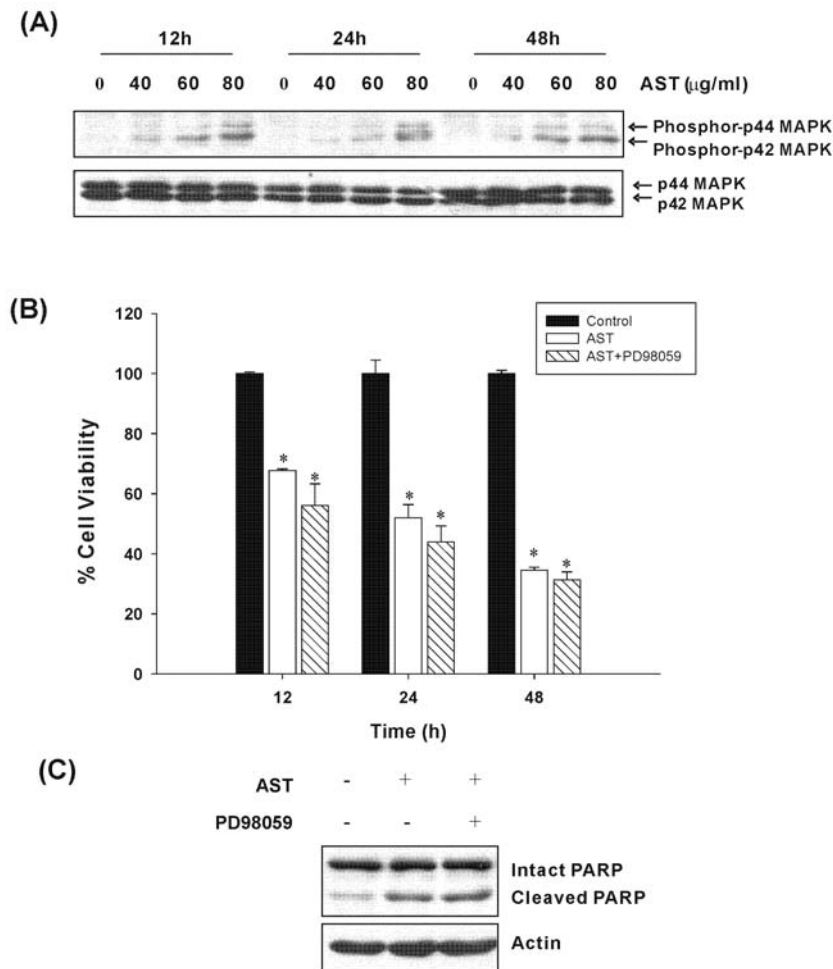 (A)
12h 24h 48h
0 40 60 80 0 40 60 80 0 40 60 80 AST (μg/ml)
Phosphor-p44 MAPK
Phosphor-p42 MAPK
p44 MAPK
p42 MAPK
(B)
120
100
80
60
40
20
0
% Cell Viability
Control
AST
AST+PD98059
* * * * * *
12 24 48
Time (h)
(C)
AST - + +
PD98059 - - +
Intact PARP
Cleaved PARP
Actin